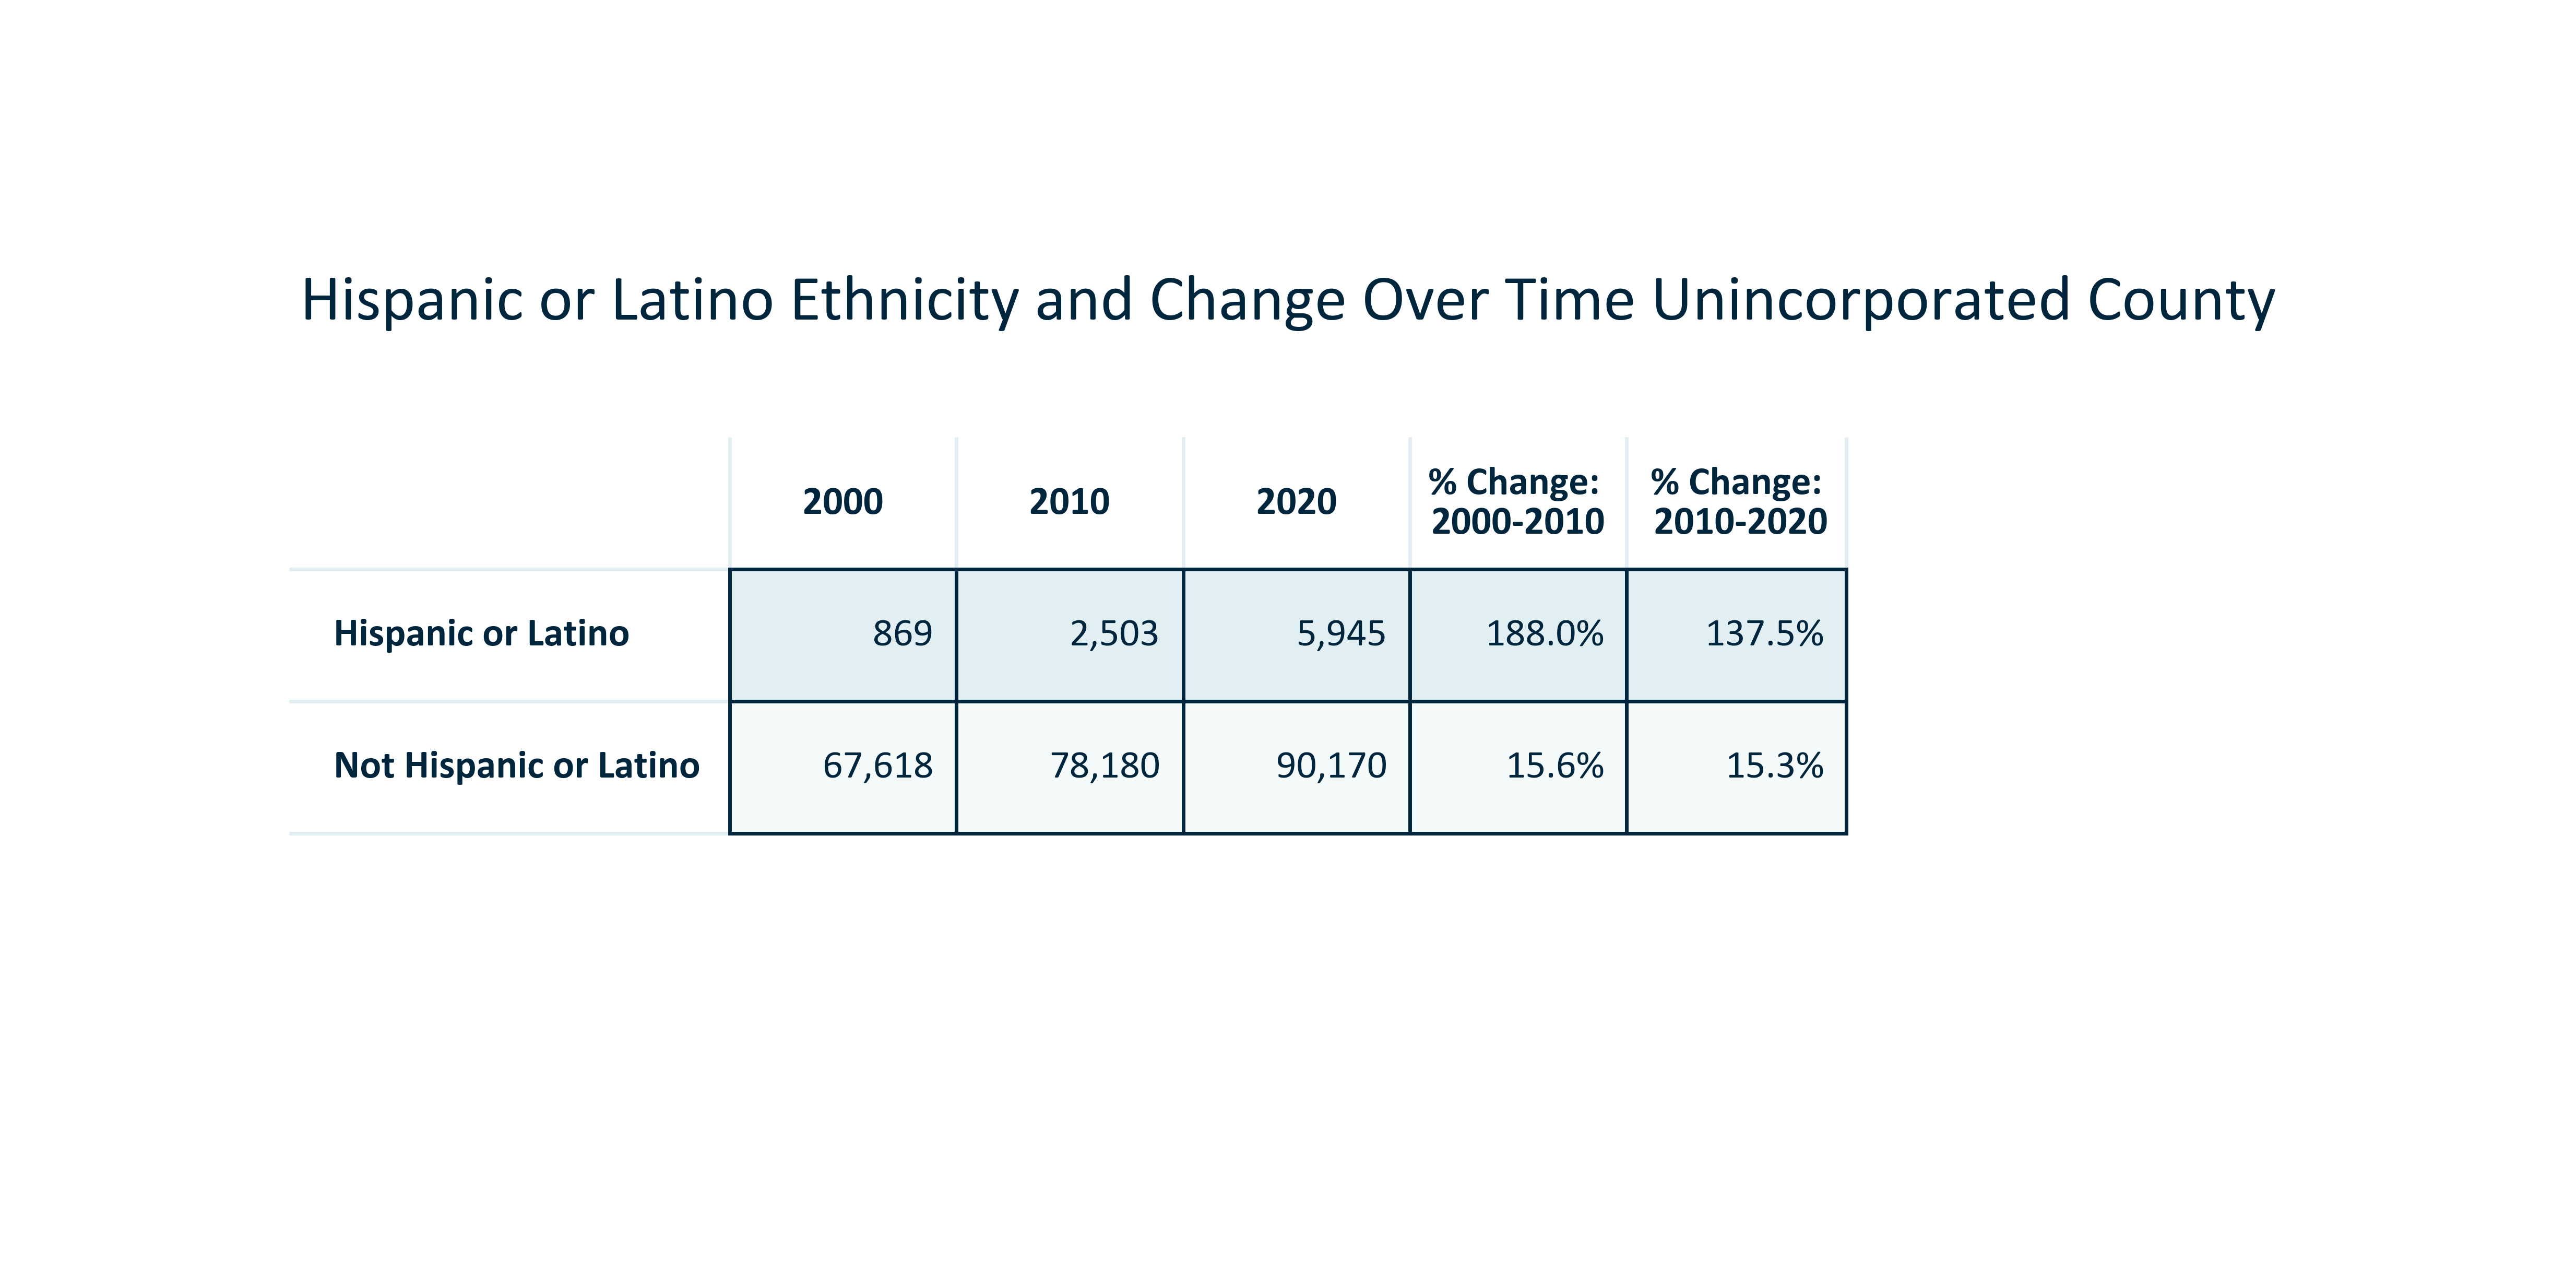 Hispanic or Latino Ethnicity and Change Over Time Unincorporated County
2000 2010 2020 % Change: 2000-2010 % Change: 2010-2020
Hispanic or Latino 869 2,503 5,945 188.0% 137.5%
Not Hispanic or Latino 67,618 78,180 90,170 15.6% 15.3%